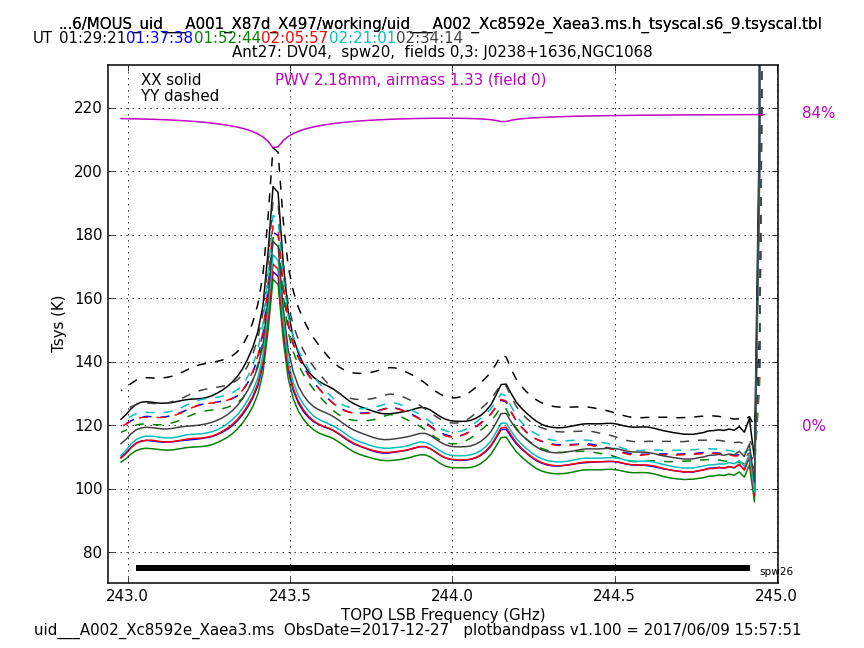 ...6/MOUS_uid___A001_X87d_X497/working/uid___A002_Xc8592e_Xaea3.ms.h_tsyscal.s6_9.tsyscal.tbl
UT 01:29:21 01:37:38 01:52:44 02:05:57 02:21:01 02:34:14
Ant27: DV04, spw20, fields 0,3: J0238+1636,NGC1068
XX solid
PWV 2.18mm, airmass 1.33 (field 0)
YY dashed
220
84%
200
180
160
Tsys (K)
140
120
0%
100
80
spw26
243.0 243.5 244.0 244.5 245.0
TOPO LSB Frequency (GHz)
uid___A002_Xc8592e_Xaea3.ms ObsDate=2017-12-27 plotbandpass v1.100 = 2017/06/09 15:57:51